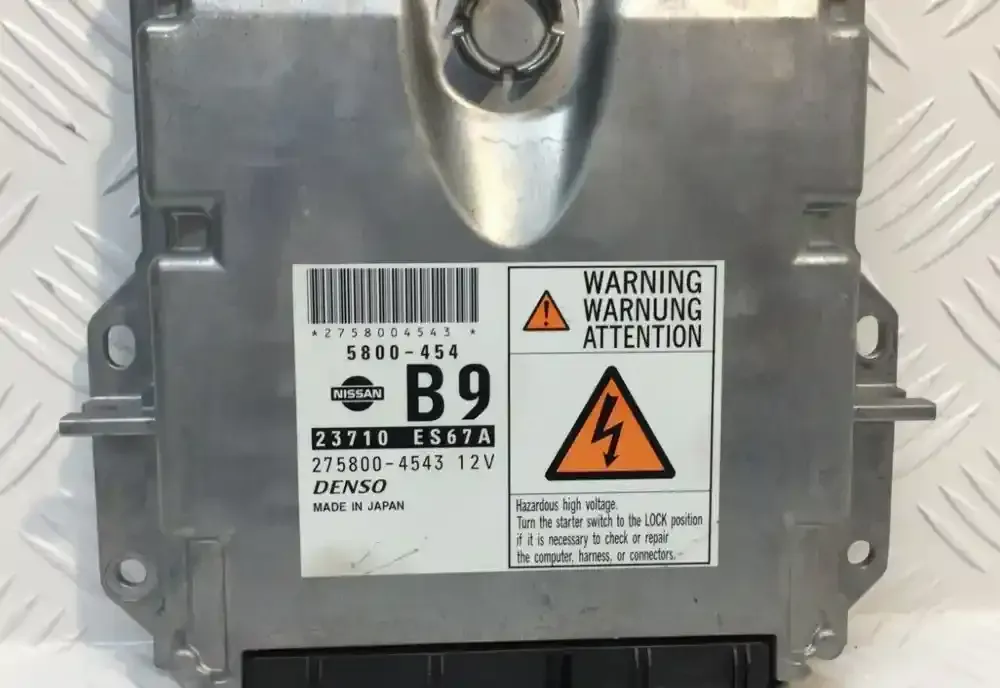 *2758004543*
5800-454
NISSAN
B9
23710 ES67A
275800-4543 12V
DENSO
MADE IN JAPAN
WARNING
WARNUNG
ATTENTION
Hazardous high voltage.
Turn the starter switch to the LOCK position
if it is necessary to check or repair
the computer, harness, or connectors.